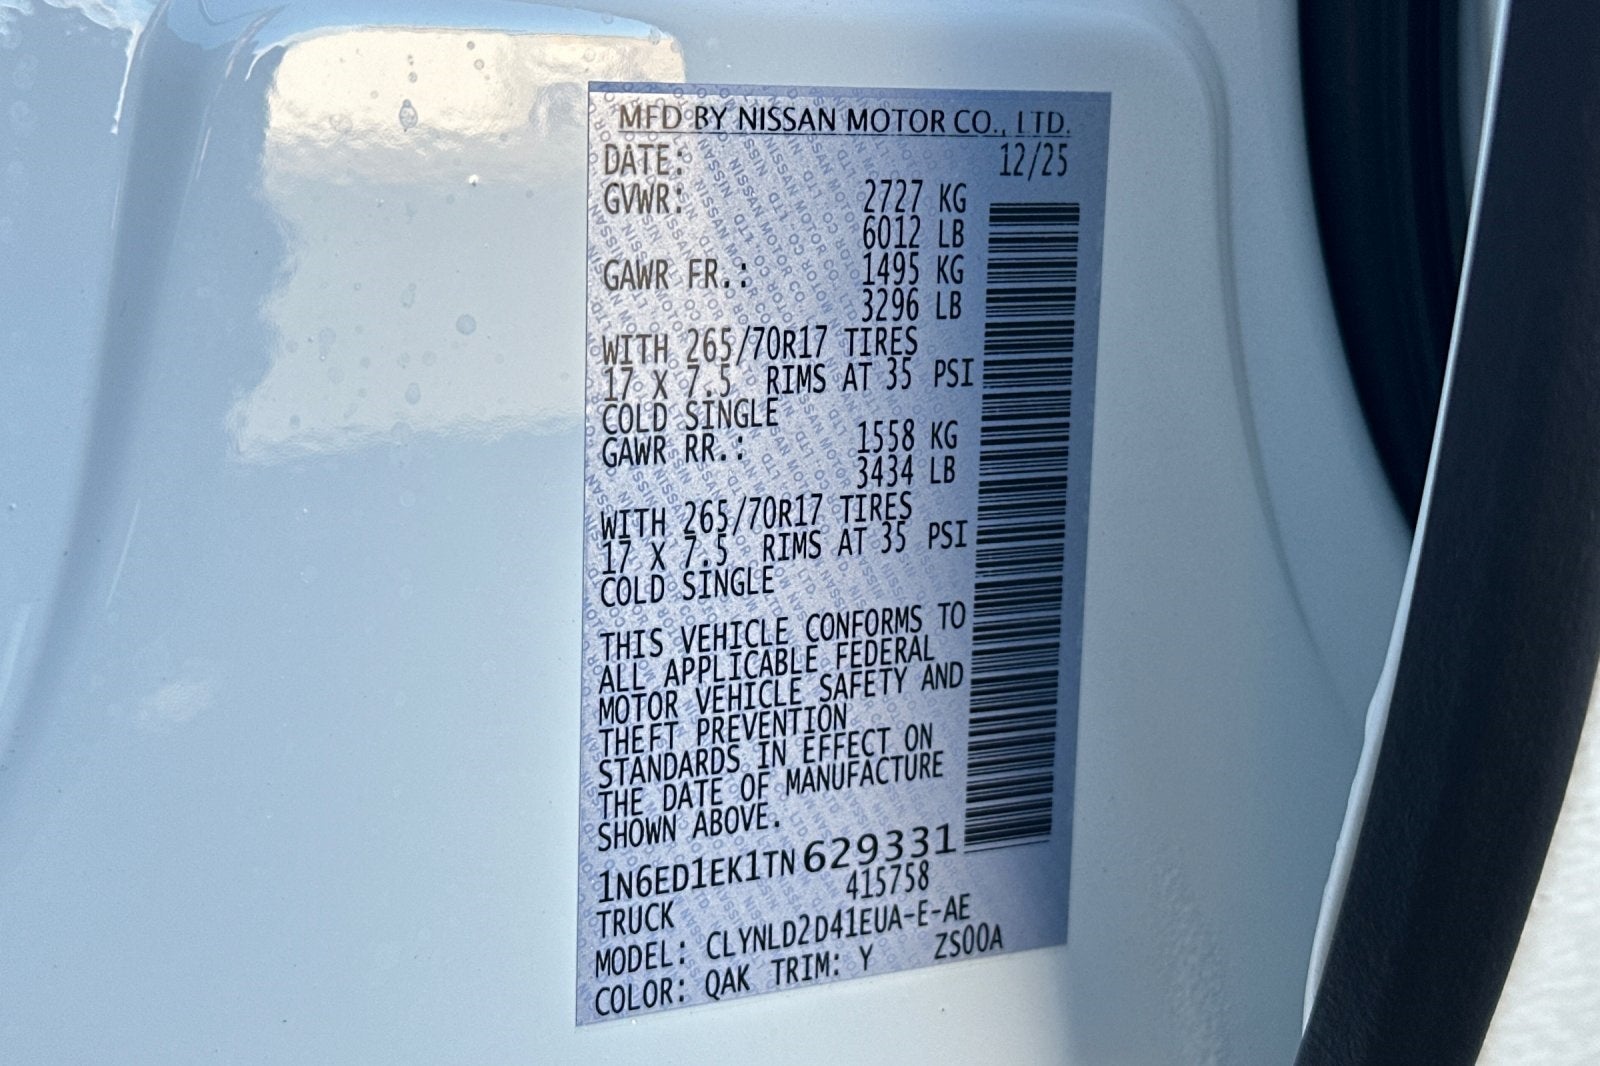 MFD BY NISSAN MOTOR CO., LTD.
DATE: 12/25
GVWR: 2727 KG
6012 LB
GAWR FR.: 1495 KG
3296 LB
WITH 265/70R17 TIRES
17 X 7.5 RIMS AT 35 PSI
COLD SINGLE
GAWR RR.: 1558 KG
3434 LB
WITH 265/70R17 TIRES
17 X 7.5 RIMS AT 35 PSI
COLD SINGLE
THIS VEHICLE CONFORMS TO
ALL APPLICABLE FEDERAL
MOTOR VEHICLE SAFETY AND
THEFT PREVENTION
STANDARDS IN EFFECT ON
THE DATE OF MANUFACTURE
SHOWN ABOVE.
1N6ED1EK1TN629331
415758
TRUCK
MODEL: CLYNLD2D41EUA-E-AE
COLOR: QAK TRIM: Y ZS00A